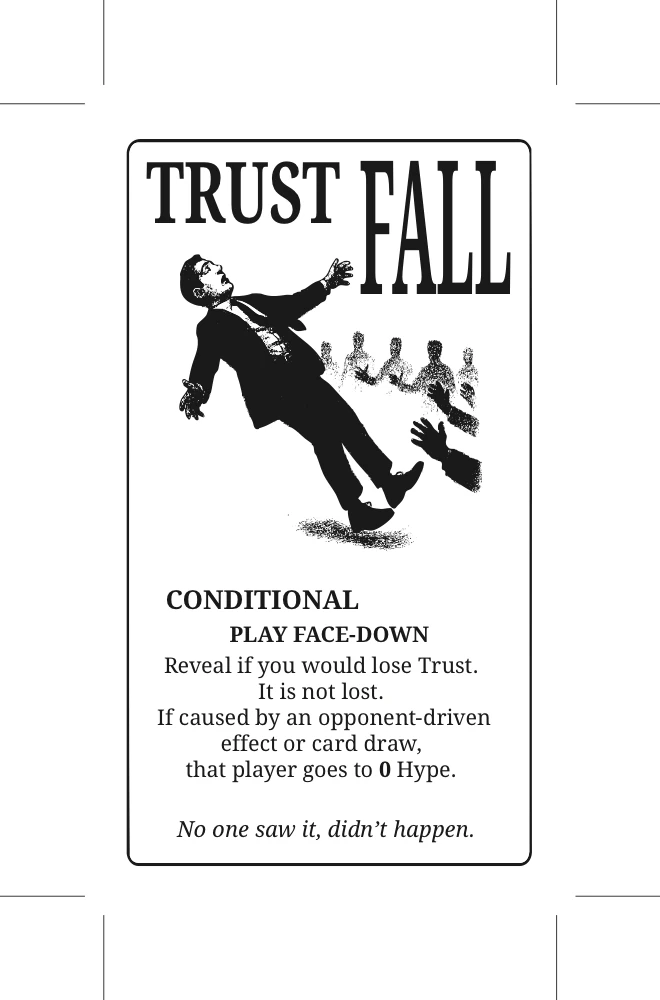 TRUST FALL
CONDITIONAL
PLAY FACE-DOWN
Reveal if you would lose Trust.
It is not lost.
If caused by an opponent-driven
effect or card draw,
that player goes to 0 Hype.
No one saw it, didn’t happen.